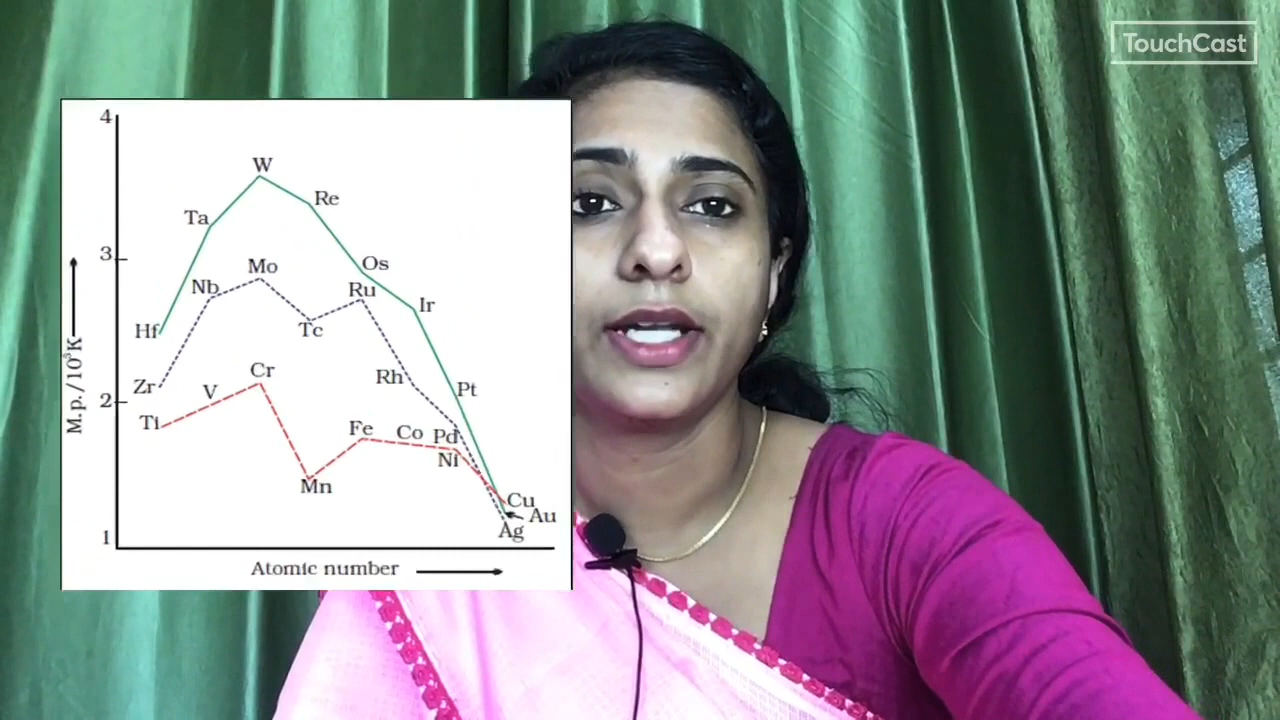 TouchCast
4
W
Re
Ta
3
Os
Mo
Nb
Ru
Ir
Hf
Tc
Zr
Rh
Pt
Cr
V
2
Ti
Fe
Co
Pd
Ni
Mn
Cu
Au
Ag
1
M.p./10³K
Atomic number